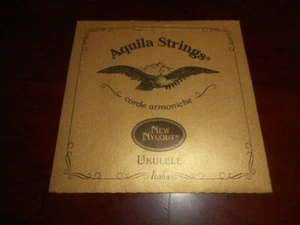 Aquila Strings®
corde armoniche
NEW
NYLGUT®
UKULELE
Italia